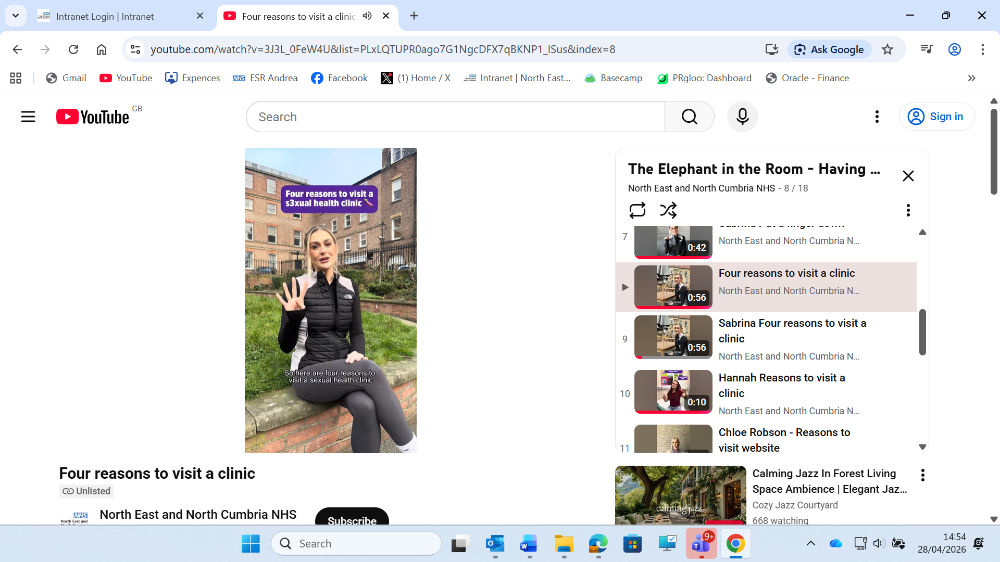 Intranet Login | Intranet
Four reasons to visit a clinic
youtube.com/watch?v=3J3L_0FeW4U&list=PLxLQTUPR0ago7G1NgcDFX7qBKNP1_ISus&index=8
Ask Google
Gmail
YouTube
Expences
NHS
ESR Andrea
Facebook
(1) Home / X
Intranet | North East...
Basecamp
PRgloo: Dashboard
Oracle - Finance
YouTube
GB
Search
Sign in
Four reasons to visit a
s3xual health clinic
So here are four reasons to
visit a sexual health clinic
The Elephant in the Room - Having ...
North East and North Cumbria NHS - 8 / 18
7
0:42
North East and North Cumbria N...
0:56
Four reasons to visit a clinic
North East and North Cumbria N...
9
0:56
Sabrina Four reasons to visit a
clinic
North East and North Cumbria N...
10
0:10
Hannah Reasons to visit a
clinic
North East and North Cumbria N...
11
Chloe Robson - Reasons to
visit website
Four reasons to visit a clinic
Unlisted
NHS
North East and
North East and North Cumbria NHS
Subscribe
calming jazz
Calming Jazz In Forest Living
Space Ambience | Elegant Jaz...
Cozy Jazz Courtyard
668 watching
Search
9+
14:54
28/04/2026